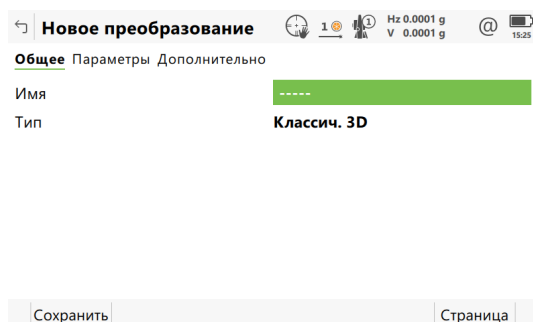 Новое преобразование 1 1 Hz 0.0001 g
V 0.0001 g @ 15:25
Общее Параметры Дополнительно
Имя -----
Тип Классич. 3D
Сохранить Страница